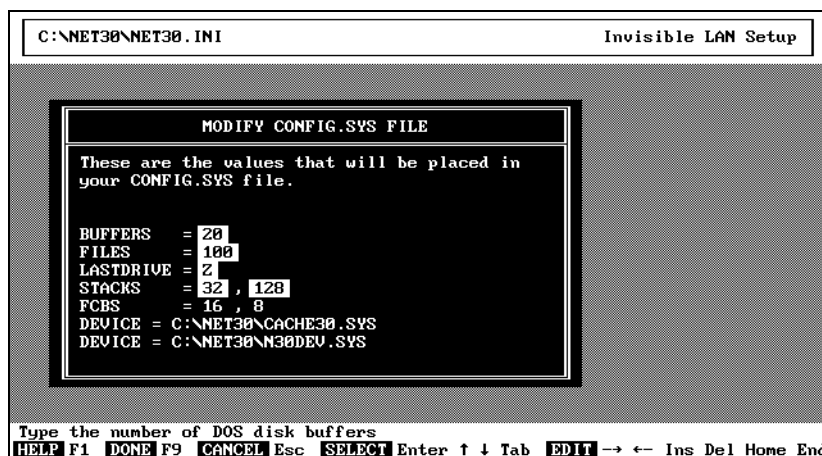 C:\NET30\NET30.INI Invisible LAN Setup
MODIFY CONFIG.SYS FILE
These are the values that will be placed in
your CONFIG.SYS file.
BUFFERS = 20
FILES = 100
LASTDRIVE = Z
STACKS = 32 , 128
FCBS = 16 , 8
DEVICE = C:\NET30\CACHE30.SYS
DEVICE = C:\NET30\N30DEV.SYS
Type the number of DOS disk buffers
HELP F1 DONE F9 CANCEL Esc SELECT Enter ↑ ↓ Tab EDIT → ← Ins Del Home End